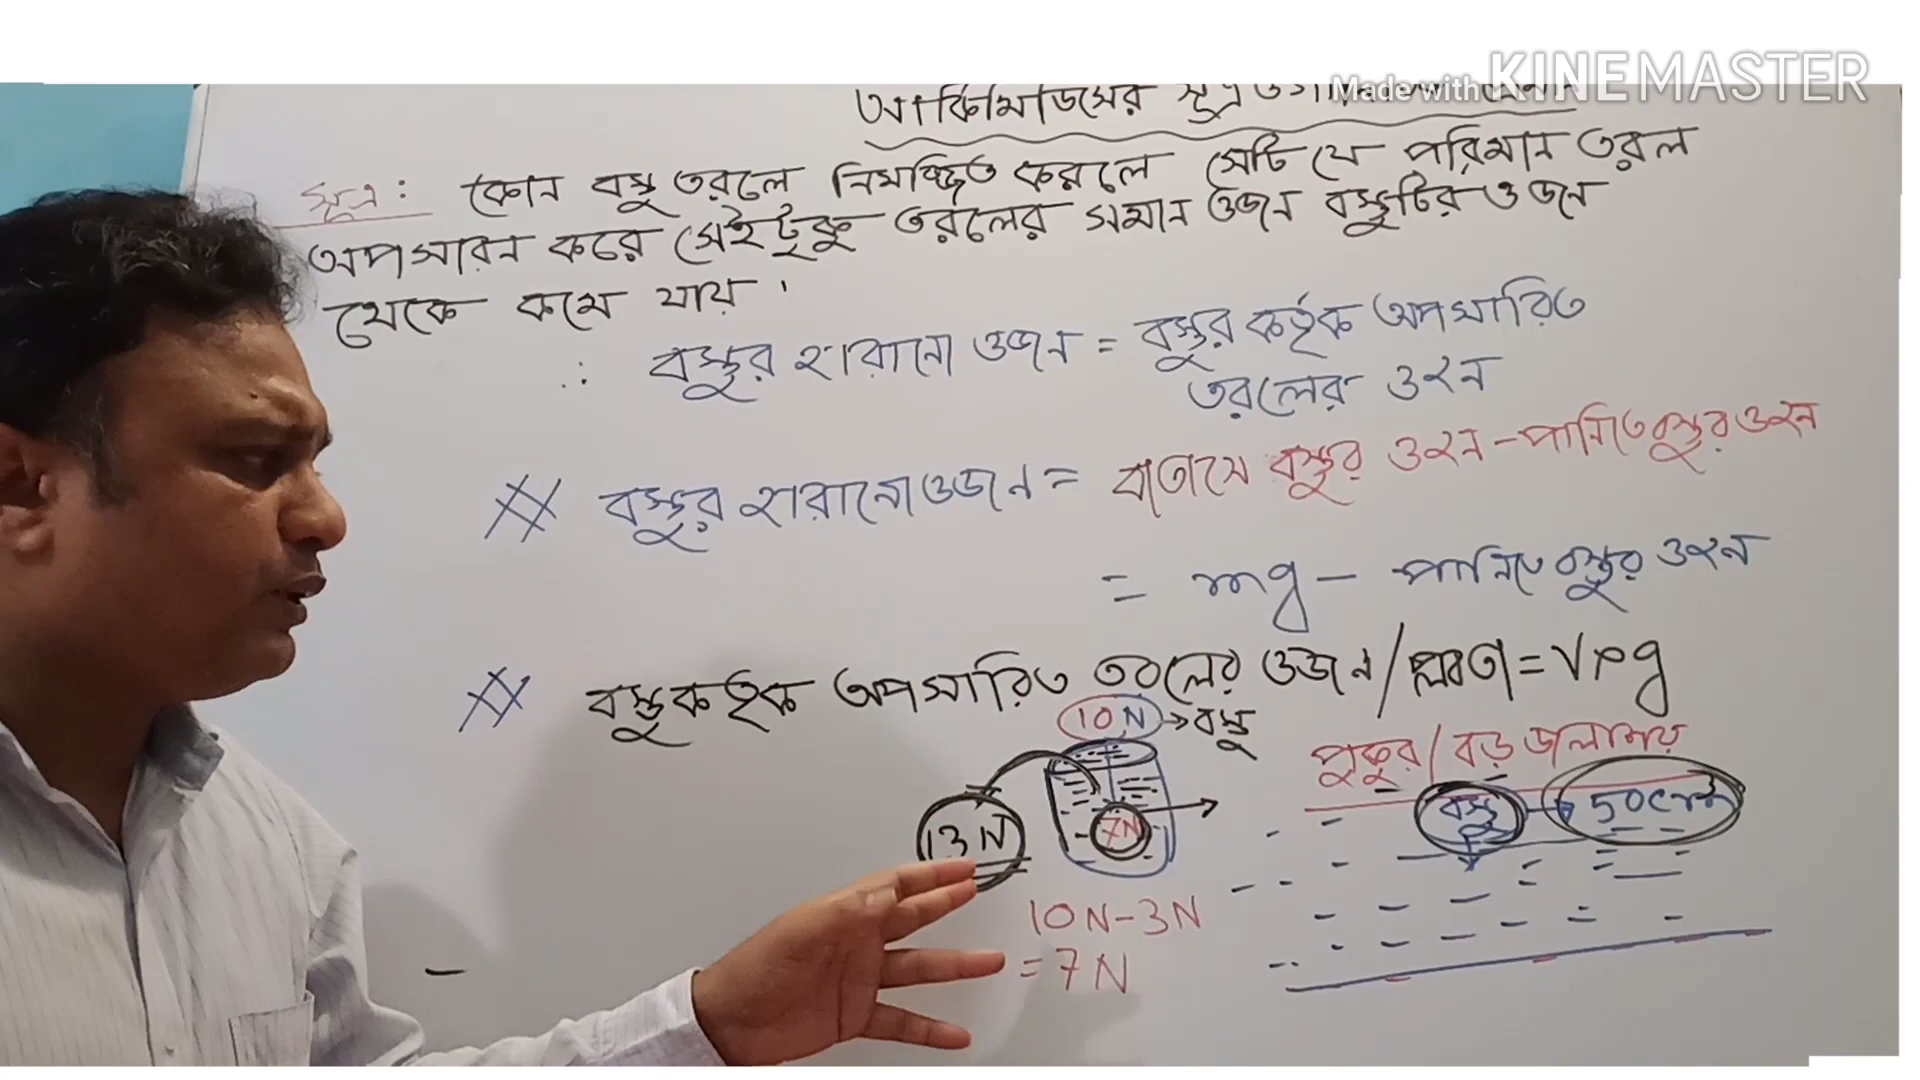 Made with KINEMASTER
আর্কিমিডিসের সূত্র ও
সূত্র : কোন বস্তু তরলে নিমজ্জিত করলে সেটি যে পরিমান তরল
অপসারন করে সেইটুকু তরলের সমান ওজন বস্তুটির ওজন
থেকে কমে যায়।
∴ বস্তুর হারানো ওজন = বস্তুর কর্তৃক অপসারিত
তরলের ওজন
# বস্তুর হারানো ওজন = বাতাসে বস্তুর ওজন - পানিতে বস্তুর ওজন
= mg - পানিতে বস্তুর ওজন
# বস্তু কর্তৃক অপসারিত তরলের ওজন / প্লবতা = Vρg
10N → বস্তু
পুকুর / বড় জলাশয়
13N
7N
বস্তু
50cm³
10N - 3N
= 7N